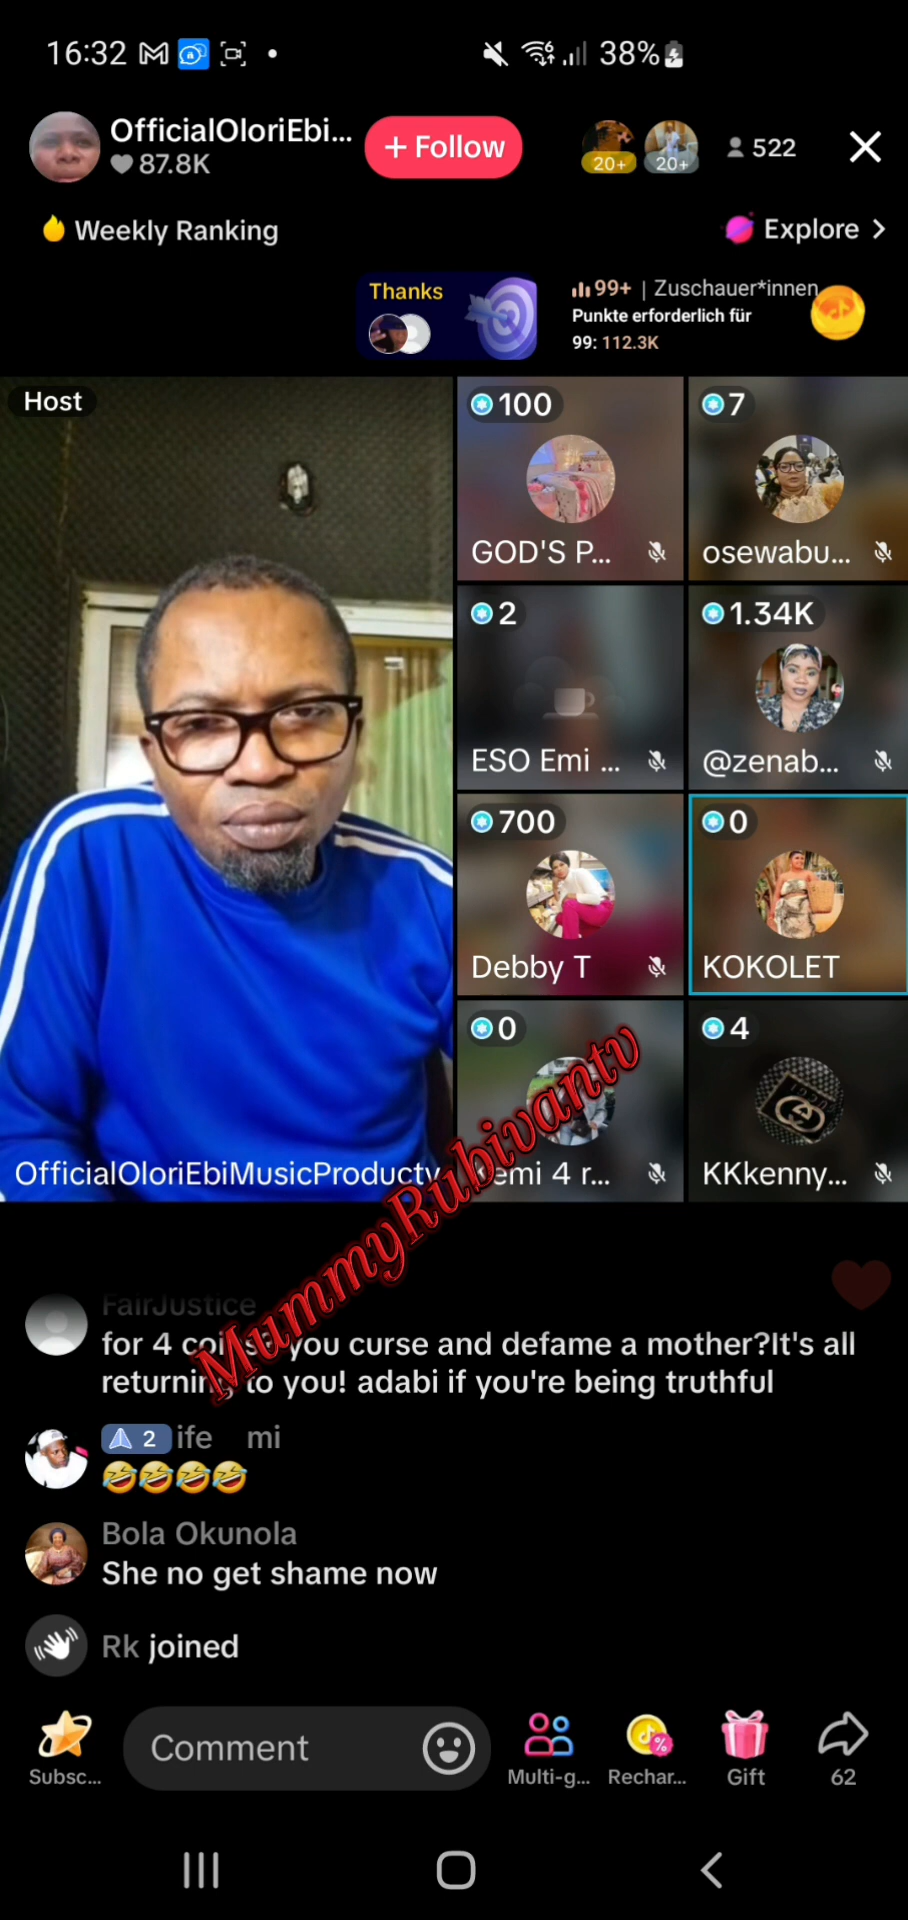 16:32
38%
OfficialOloriEbi...
87.8K
+ Follow
20+
20+
522
Weekly Ranking
Explore >
Thanks
99+ | Zuschauer*innen
Punkte erforderlich für
99: 112.3K
Host
100
GOD'S P...
7
osewabu...
2
ESO Emi ...
1.34K
@zenab...
700
Debby T
0
KOKOLET
0
emi 4 r...
4
GUCCI
KKkenny...
OfficialOloriEbiMusicProductv
MummyRubivantv
FairJustice
for 4 you curse and defame a mother?It's all
returning to you! adabi if you're being truthful
2 ife mi
🤣🤣🤣🤣
Bola Okunola
She no get shame now
Rk joined
Subsc...
Comment
Multi-g...
Rechar...
Gift
62